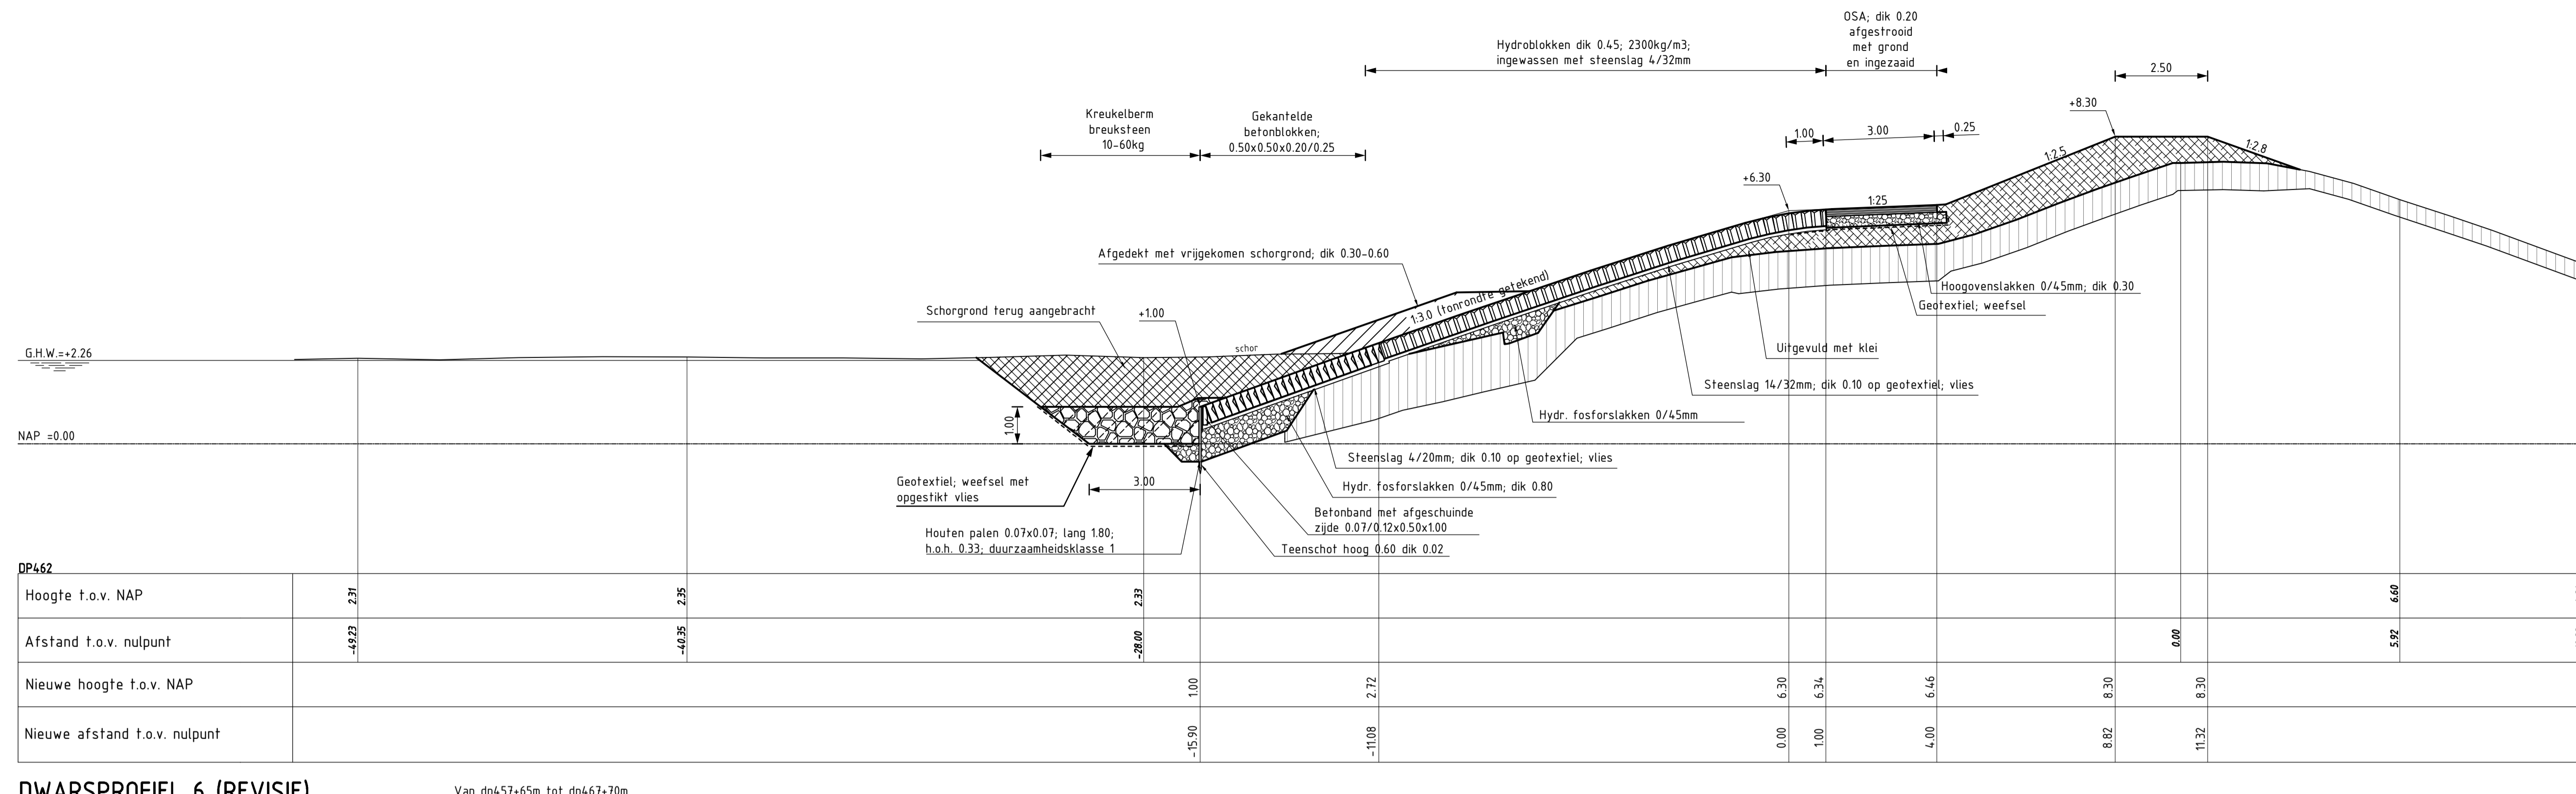 OSA; dik 0.20
afgestrooid
met grond
en ingezaaid
Hydroblokken dik 0.45; 2300kg/m3;
ingewassen met steenslag 4/32mm
2.50
+8.30
Kreukelberm
breuksteen
10-60kg
Gekantelde
betonblokken;
0.50x0.50x0.20/0.25
1.00
3.00
0.25
1:2.5
1:2.8
+6.30
1:25
Afgedekt met vrijgekomen schorgrond; dik 0.30-0.60
1:3.0 (tonrondte getekend)
Hoogovenslakken 0/45mm; dik 0.30
Geotextiel; weefsel
Schorgrond terug aangebracht
+1.00
schor
Uitgevuld met klei
G.H.W.=+2.26
Steenslag 14/32mm; dik 0.10 op geotextiel; vlies
Hydr. fosforslakken 0/45mm
1.00
NAP =0.00
Steenslag 4/20mm; dik 0.10 op geotextiel; vlies
Geotextiel; weefsel met
opgestikt vlies
3.00
Hydr. fosforslakken 0/45mm; dik 0.80
Betonband met afgeschuinde
zijde 0.07/0.12x0.50x1.00
Houten palen 0.07x0.07; lang 1.80;
h.o.h. 0.33; duurzaamheidsklasse 1
Teenschot hoog 0.60 dik 0.02
DP462
Hoogte t.o.v. NAP
2.31
2.35
2.33
6.60
Afstand t.o.v. nulpunt
-49.23
-40.35
-28.00
0.00
5.92
Nieuwe hoogte t.o.v. NAP
1.00
2.72
6.30
6.34
6.46
8.30
8.30
Nieuwe afstand t.o.v. nulpunt
-15.90
-11.08
0.00
1.00
4.00
8.82
11.32
DWARSPROFIEL 6 (REVISIE)
Van dp457+65m tot dp467+70m